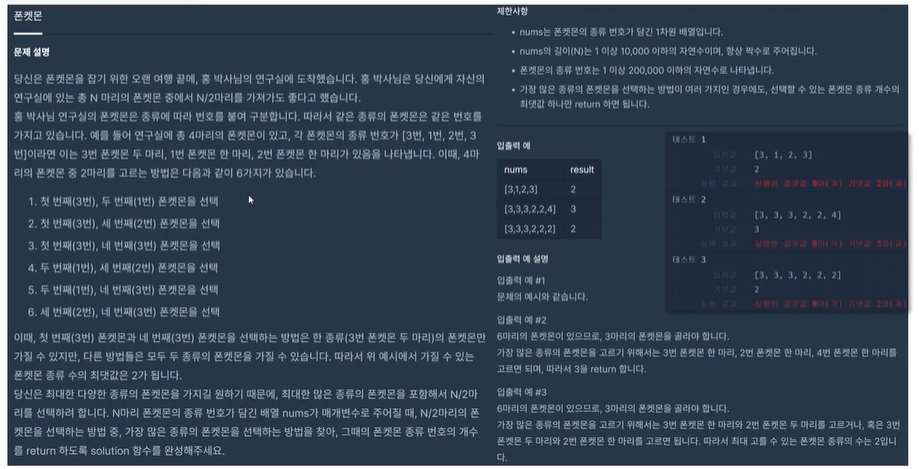 폰켓몬
문제 설명
당신은 폰켓몬을 잡기 위한 오랜 여행 끝에, 홍 박사님의 연구실에 도착했습니다. 홍 박사님은 당신에게 자신의
연구실에 있는 총 N 마리의 폰켓몬 중에서 N/2마리를 가져가도 좋다고 했습니다.
홍 박사님 연구실의 폰켓몬은 종류에 따라 번호를 붙여 구분합니다. 따라서 같은 종류의 폰켓몬은 같은 번호를
가지고 있습니다. 예를 들어 연구실에 총 4마리의 폰켓몬이 있고, 각 폰켓몬의 종류 번호가 [3번, 1번, 2번, 3
번]이라면 이는 3번 폰켓몬 두 마리, 1번 폰켓몬 한 마리, 2번 폰켓몬 한 마리가 있음을 나타냅니다. 이때, 4마
리의 폰켓몬 중 2마리를 고르는 방법은 다음과 같이 6가지가 있습니다.
1. 첫 번째(3번), 두 번째(1번) 폰켓몬을 선택
2. 첫 번째(3번), 세 번째(2번) 폰켓몬을 선택
3. 첫 번째(3번), 네 번째(3번) 폰켓몬을 선택
4. 두 번째(1번), 세 번째(2번) 폰켓몬을 선택
5. 두 번째(1번), 네 번째(3번) 폰켓몬을 선택
6. 세 번째(2번), 네 번째(3번) 폰켓몬을 선택
이때, 첫 번째(3번) 폰켓몬과 네 번째(3번) 폰켓몬을 선택하는 방법은 한 종류(3번 폰켓몬 두 마리)의 폰켓몬만
가질 수 있지만, 다른 방법들은 모두 두 종류의 폰켓몬을 가질 수 있습니다. 따라서 위 예시에서 가질 수 있는
폰켓몬 종류 수의 최댓값은 2가 됩니다.
당신은 최대한 다양한 종류의 폰켓몬을 가지길 원하기 때문에, 최대한 많은 종류의 폰켓몬을 포함해서 N/2마
리를 선택하려 합니다. N마리 폰켓몬의 종류 번호가 담긴 배열 nums가 매개변수로 주어질 때, N/2마리의 폰
켓몬을 선택하는 방법 중, 가장 많은 종류의 폰켓몬을 선택하는 방법을 찾아, 그때의 폰켓몬 종류 번호의 개수
를 return 하도록 solution 함수를 완성해주세요.
제한사항
• nums는 폰켓몬의 종류 번호가 담긴 1차원 배열입니다.
• nums의 길이(N)는 1 이상 10,000 이하의 자연수이며, 항상 짝수로 주어집니다.
• 폰켓몬의 종류 번호는 1 이상 200,000 이하의 자연수로 나타냅니다.
• 가장 많은 종류의 폰켓몬을 선택하는 방법이 여러 가지인 경우에도, 선택할 수 있는 폰켓몬 종류 개수의
최댓값 하나만 return 하면 됩니다.
입출력 예
nums result
[3,1,2,3] 2
[3,3,3,2,2,4] 3
[3,3,3,2,2,2] 2
입출력 예 설명
입출력 예 #1
문제의 예시와 같습니다.
입출력 예 #2
6마리의 폰켓몬이 있으므로, 3마리의 폰켓몬을 골라야 합니다.
가장 많은 종류의 폰켓몬을 고르기 위해서는 3번 폰켓몬 한 마리, 2번 폰켓몬 한 마리, 4번 폰켓몬 한 마리를
고르면 되며, 따라서 3을 return 합니다.
입출력 예 #3
6마리의 폰켓몬이 있으므로, 3마리의 폰켓몬을 골라야 합니다.
가장 많은 종류의 폰켓몬을 고르기 위해서는 3번 폰켓몬 한 마리와 2번 폰켓몬 두 마리를 고르거나, 혹은 3번
폰켓몬 두 마리와 2번 폰켓몬 한 마리를 고르면 됩니다. 따라서 최대 고를 수 있는 폰켓몬 종류의 수는 2입니
다.
테스트 1
입력값 [3, 1, 2, 3]
기댓값 2
실행 결과 실행한 결괏값 0이(가) 기댓값 2와(과)
테스트 2
입력값 [3, 3, 3, 2, 2, 4]
기댓값 3
실행 결과 실행한 결괏값 0이(가) 기댓값 3와(과)
테스트 3
입력값 [3, 3, 3, 2, 2, 2]
기댓값 2
실행 결과 실행한 결괏값 0이(가) 기댓값 2와(과)